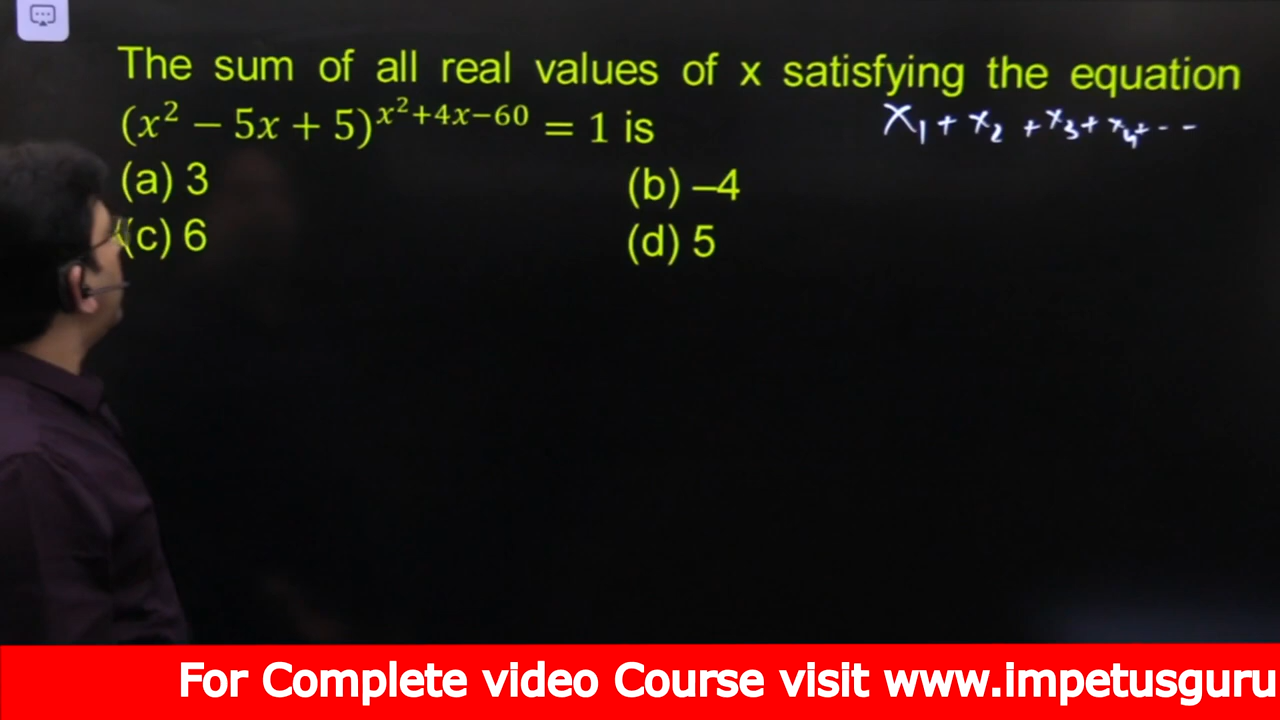 The sum of all real values of x satisfying the equation
(x² − 5x + 5)^{x²+4x−60} = 1 is
x₁ + x₂ + x₃ + x₄ + - -
(a) 3
(b) –4
(c) 6
(d) 5
For Complete video Course visit www.impetusguru